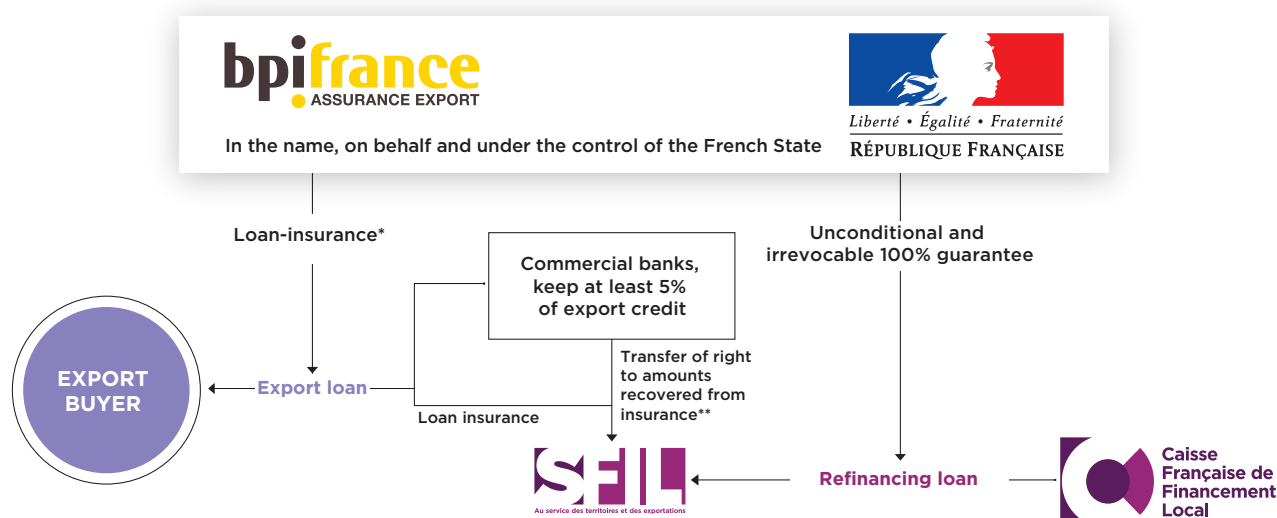 bpifrance
ASSURANCE EXPORT
In the name, on behalf and under the control of the French State
Liberté • Égalité • Fraternité
RÉPUBLIQUE FRANÇAISE
Loan-insurance*
Unconditional and
irrevocable 100% guarantee
Commercial banks,
keep at least 5%
of export credit
Transfer of right
to amounts
recovered from
insurance**
EXPORT
BUYER
Export loan
Loan insurance
SFIL
Au service des territoires et des exportations
Refinancing loan
Caisse
Française de
Financement
Local